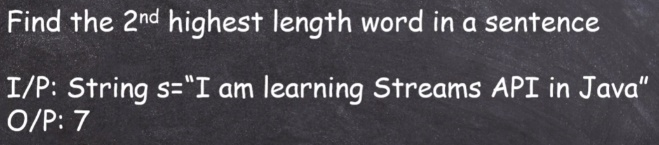 Find the 2nd highest length word in a sentence
I/P: String s="I am learning Streams API in Java"
O/P: 7